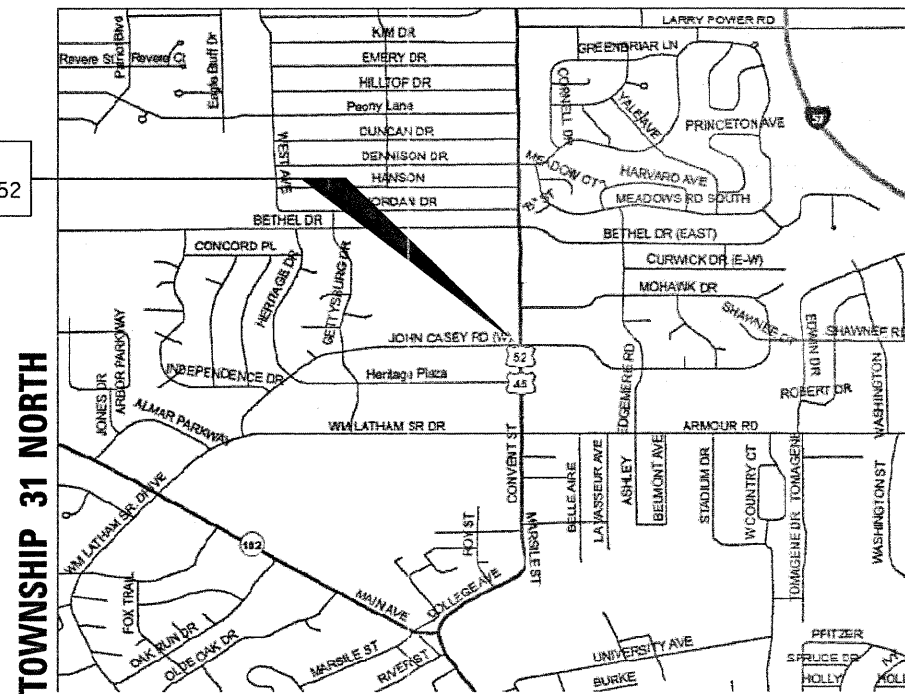 LARRY POWER RD
KIM DR
Patriot Blvd
Eagle Bluff Dr
GREENBRIAR LN
Revere St
Revere Ct
EMERY DR
HILLTOP DR
CORNELL DR
YALE AVE
Peony Lane
57
PRINCETON AVE
DUNCAN DR
WEST AVE
DENNISON DR
MEADOW CT
HARVARD AVE
HANSON
52
JORDAN DR
MEADOWS RD SOUTH
BETHEL DR
BETHEL DR (EAST)
CONCORD PL
CURWICK DR (E-W)
HERITAGE DR
GETTYSBURG DR
MOHAWK DR
SHAWNEE
SHAWNEE RD
JOHN CASEY RD (W)
EDWIN DR
52
45
INDEPENDENCE DR
Heritage Plaza
EDGEMERE RD
ROBERT DR
WASHINGTON
JONES DR
ARBOR PARKWAY
ALMAR PARKWAY
WM LATHAM SR DR
ARMOUR RD
TOWNSHIP 31 NORTH
CONVENT ST
BELLE AIRE
LAVASSEUR AVE
ASHLEY
BELMONT AVE
STADIUM DR
W COUNTRY CT
TOMAGENE
WASHINGTON ST
WM LATHAM SR. DRIVE
ROY ST
MARSILE ST
102
TOMAGENE DR
FOX TRAIL
MAIN AVE
COLLEGE AVE
OAK RUN DR
OLDE OAK DR
MARSILE ST
RIVER ST
UNIVERSITY AVE
BURKE
PFITZER
SPRUCE DR
HOLLY